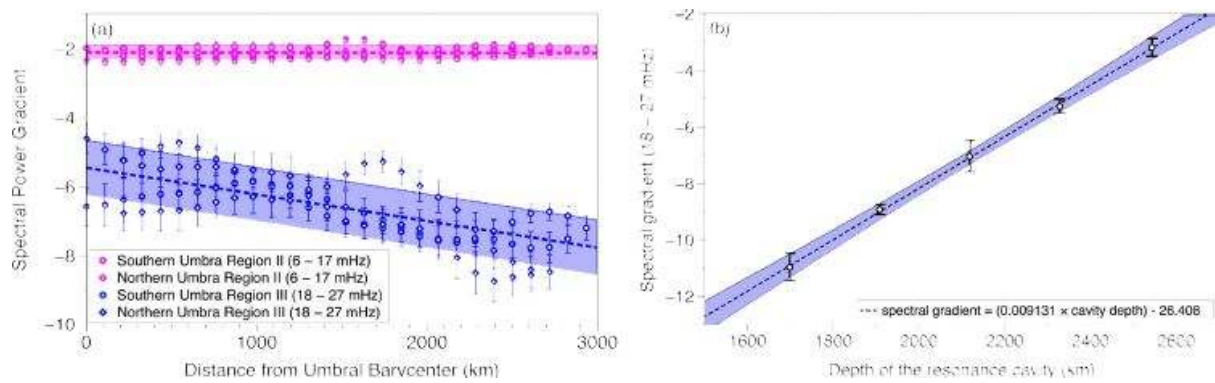 (a)
Spectral Power Gradient
-2
-4
-6
-8
-10
Southern Umbra Region II (6 – 17 mHz)
Northern Umbra Region II (6 – 17 mHz)
Southern Umbra Region III (18 – 27 mHz)
Northern Umbra Region III (18 – 27 mHz)
0
1000
2000
3000
Distance from Umbral Barycenter (km)
(b)
Spectral gradient (18 – 27 mHz)
-2
-4
-6
-8
-10
-12
spectral gradient = (0.009131 × cavity depth) - 26.408
1600
1800
2000
2200
2400
2600
Depth of the resonance cavity (km)